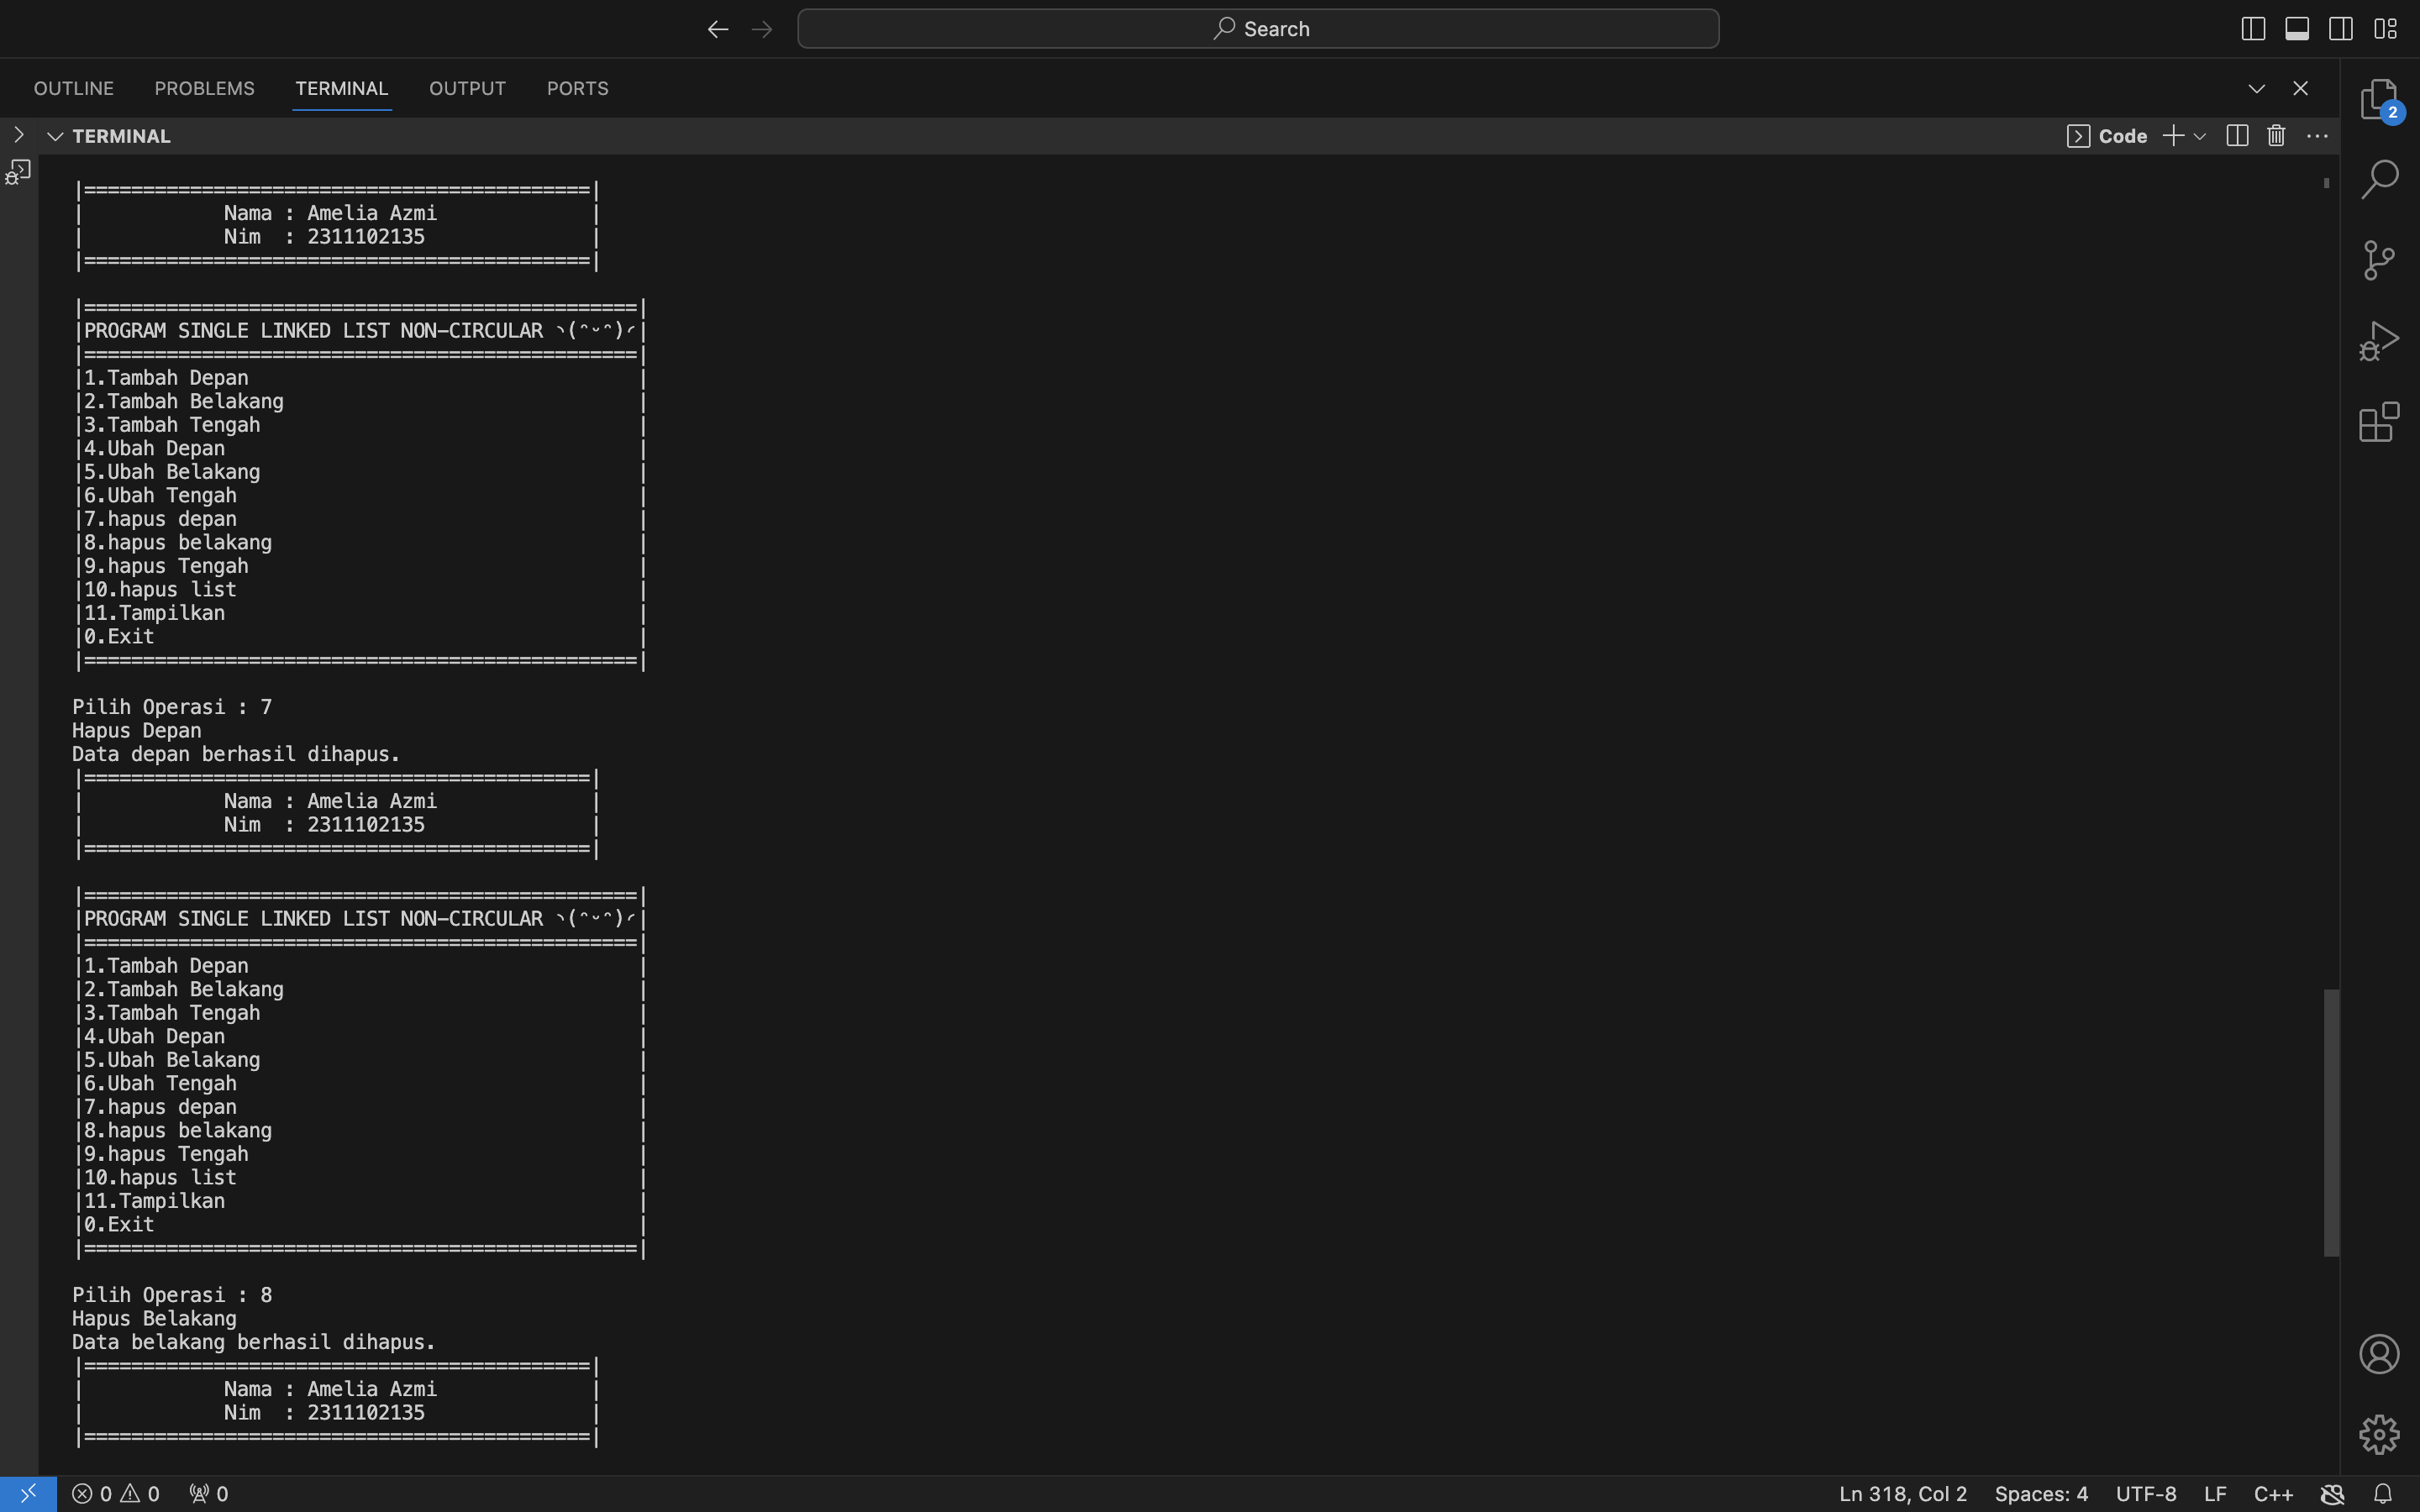 Search
OUTLINE PROBLEMS TERMINAL OUTPUT PORTS
2
TERMINAL
Code
|===========================================|
|            Nama : Amelia Azmi             |
|            Nim  : 2311102135              |
|===========================================|
|===============================================|
|PROGRAM SINGLE LINKED LIST NON-CIRCULAR ◝(ᵔᵕᵔ)◜|
|===============================================|
|1.Tambah Depan                                 |
|2.Tambah Belakang                              |
|3.Tambah Tengah                                |
|4.Ubah Depan                                   |
|5.Ubah Belakang                                |
|6.Ubah Tengah                                  |
|7.hapus depan                                  |
|8.hapus belakang                               |
|9.hapus Tengah                                 |
|10.hapus list                                  |
|11.Tampilkan                                   |
|0.Exit                                         |
|===============================================|
Pilih Operasi : 7
Hapus Depan
Data depan berhasil dihapus.
|===========================================|
|            Nama : Amelia Azmi             |
|            Nim  : 2311102135              |
|===========================================|
|===============================================|
|PROGRAM SINGLE LINKED LIST NON-CIRCULAR ◝(ᵔᵕᵔ)◜|
|===============================================|
|1.Tambah Depan                                 |
|2.Tambah Belakang                              |
|3.Tambah Tengah                                |
|4.Ubah Depan                                   |
|5.Ubah Belakang                                |
|6.Ubah Tengah                                  |
|7.hapus depan                                  |
|8.hapus belakang                               |
|9.hapus Tengah                                 |
|10.hapus list                                  |
|11.Tampilkan                                   |
|0.Exit                                         |
|===============================================|
Pilih Operasi : 8
Hapus Belakang
Data belakang berhasil dihapus.
|===========================================|
|            Nama : Amelia Azmi             |
|            Nim  : 2311102135              |
|===========================================|
0 0 0 Ln 318, Col 2 Spaces: 4 UTF-8 LF C++